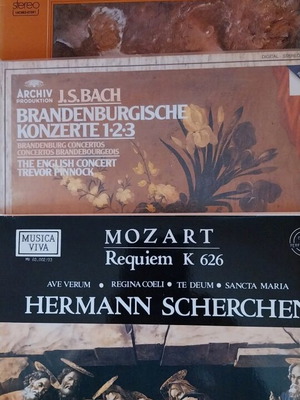 stereo
ARCHIV
PRODUKTION
J.S.BACH
BRANDENBURGISCHE
KONZERTE 1·2·3
BRANDENBURG CONCERTOS
CONCERTOS BRANDEBOURGEOIS
THE ENGLISH CONCERT
TREVOR PINNOCK
MUSICA
VIVA
MOZART
Requiem K 626
AVE VERUM • REGINA COELI • TE DEUM • SANCTA MARIA
HERMANN SCHERCHEN